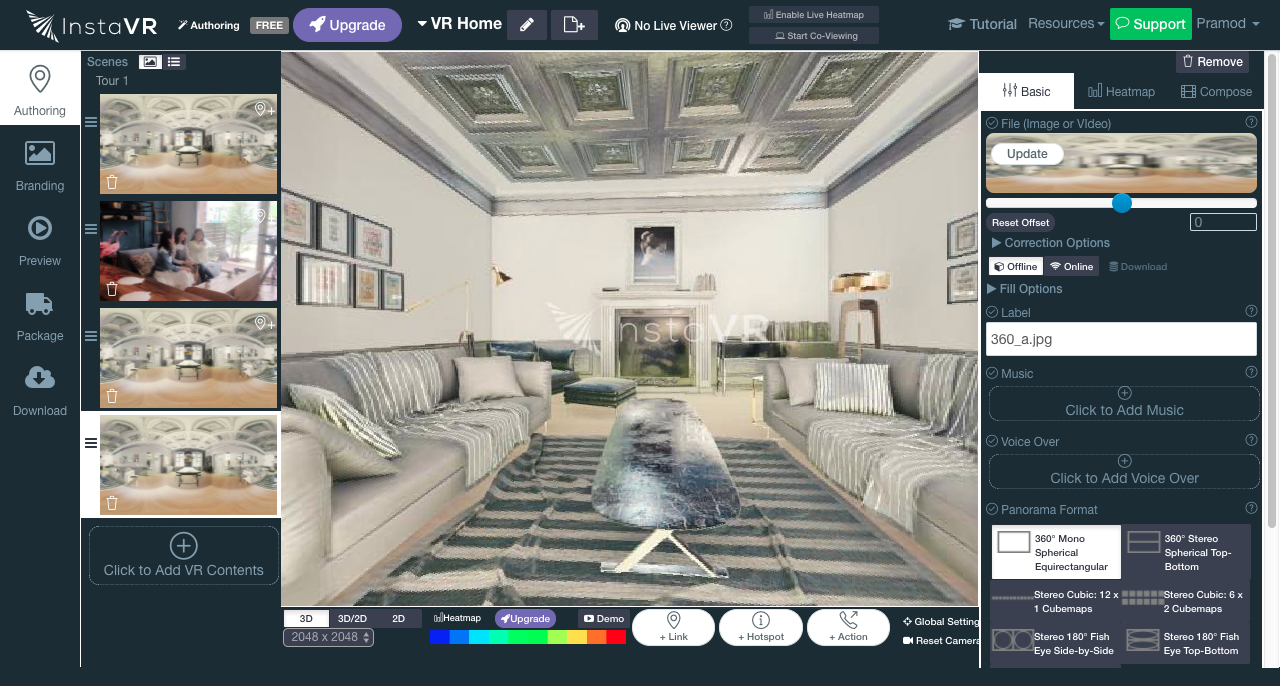 InstaVR
Authoring
FREE
Upgrade
VR Home
No Live Viewer
Enable Live Heatmap
Start Co-Viewing
Tutorial
Resources
Support
Pramod
Authoring
Branding
Preview
Package
Download
Scenes
Tour 1
Click to Add VR Contents
InstaVR
3D
3D/2D
2D
2048 x 2048
Heatmap
Upgrade
Demo
+ Link
+ Hotspot
+ Action
Global Setting
Reset Camera
Remove
Basic
Heatmap
Compose
File (Image or VIdeo)
Update
Reset Offset
0
Correction Options
Offline
Online
Download
Fill Options
Label
360_a.jpg
Music
Click to Add Music
Voice Over
Click to Add Voice Over
Panorama Format
360° Mono
Spherical
Equirectangular
360° Stereo
Spherical Top-
Bottom
Stereo Cubic: 12 x
1 Cubemaps
Stereo Cubic: 6 x
2 Cubemaps
Stereo 180° Fish
Eye Side-by-Side
Stereo 180° Fish
Eye Top-Bottom